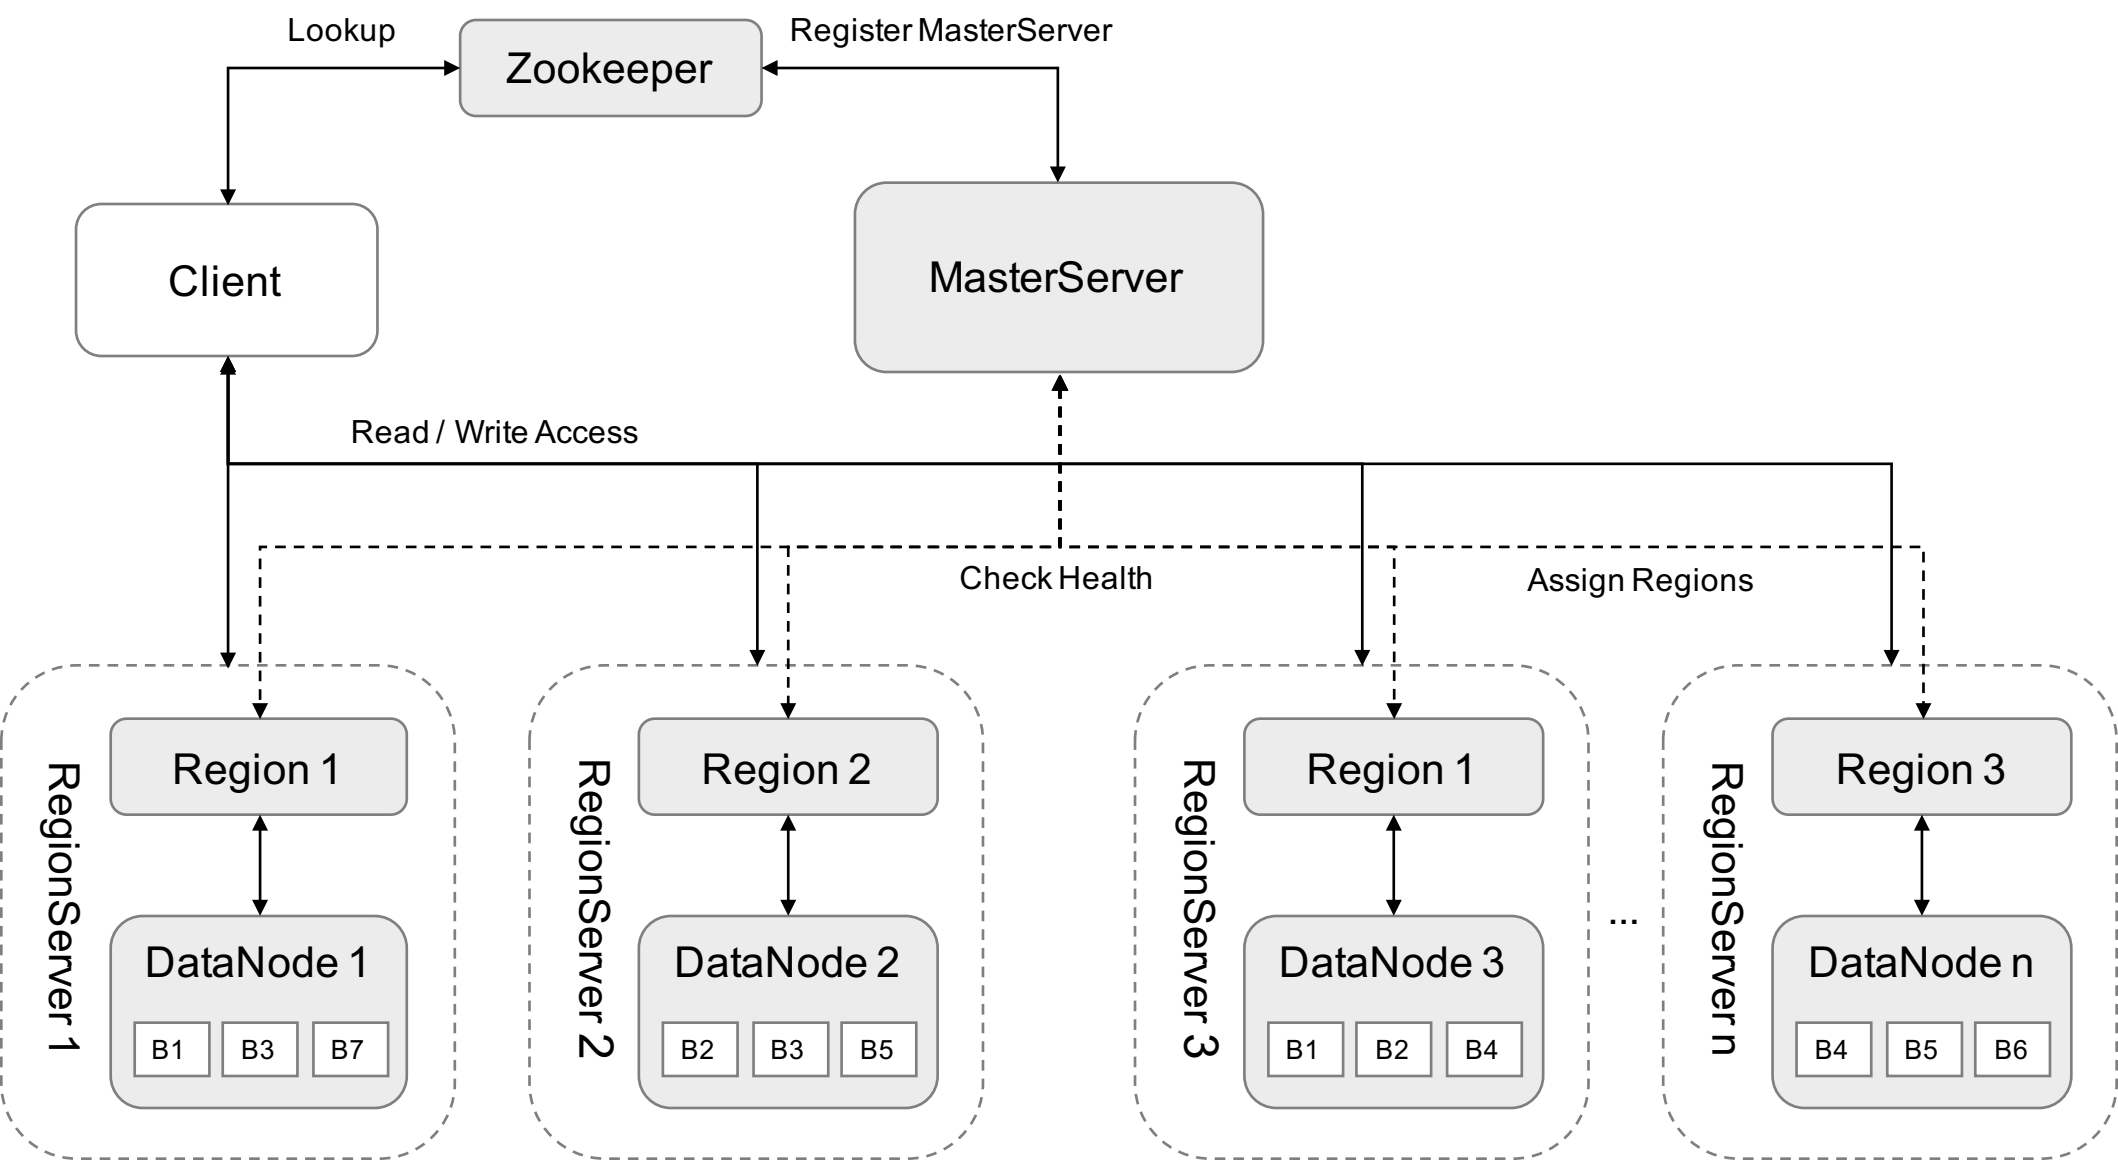 Lookup
Zookeeper
Register MasterServer
Client
MasterServer
Read / Write Access
Check Health
Assign Regions
RegionServer 1
Region 1
DataNode 1
B1 B3 B7
RegionServer 2
Region 2
DataNode 2
B2 B3 B5
RegionServer 3
Region 1
DataNode 3
B1 B2 B4
...
RegionServer n
Region 3
DataNode n
B4 B5 B6